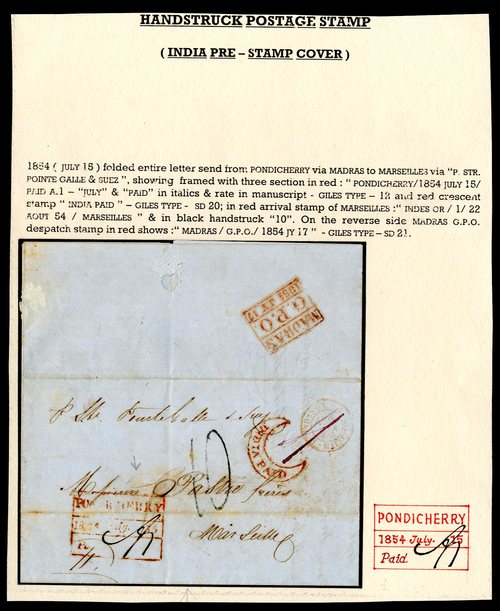 HANDSTRUCK POSTAGE STAMP
( INDIA PRE – STAMP COVER )
1854 ( JULY 15 ) folded entire letter send from PONDICHERRY via MADRAS to MARSEILLES via "P. STR.
POINTE GALLE & SUEZ ", showing framed with three section in red : " PONDICHERRY/1854 JULY 15/
PAID A.1 – "JULY" & "PAID" in italics & rate in manuscript - GILES TYPE – 12 and red crescent
stamp " INDIA PAID " – GILES TYPE - SD 20; in red arrival stamp of MARSEILLES :" INDES OR / 1/ 22
AOUT 54 / MARSEILLES " & in black handstruck "10". On the reverse side MADRAS G.P.O.
despatch stamp in red shows :" MADRAS / G.P.O./ 1854 JY 17 " - GILES TYPE – SD 21.
MADRAS
G.P.O.
1854 JY 17
INDIA PAID
10
Marseille
PONDICHERRY
1854 July. 15
Paid